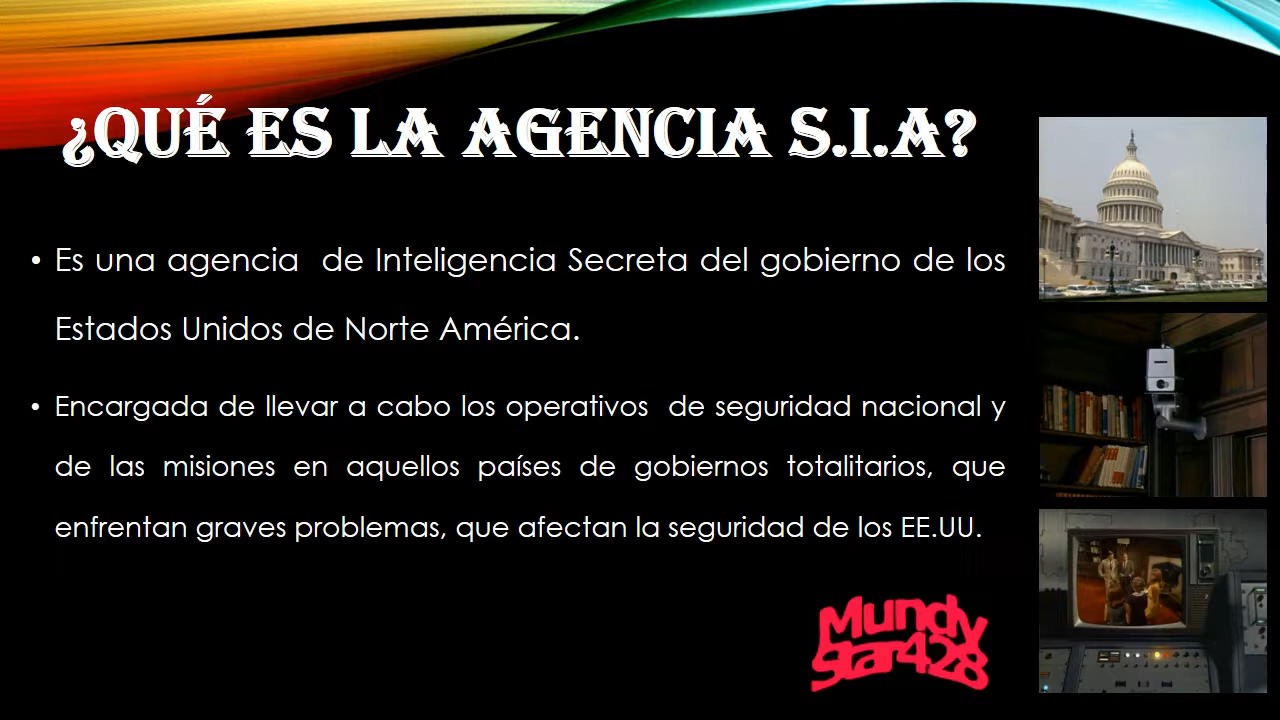 ¿QUÉ ES LA AGENCIA S.I.A?
• Es una agencia  de Inteligencia Secreta del gobierno de los
Estados Unidos de Norte América.
• Encargada de llevar a cabo los operativos  de seguridad nacional y
de las misiones en aquellos países de gobiernos totalitarios, que
enfrentan graves problemas, que afectan la seguridad de los EE.UU.
Mundy
Star428